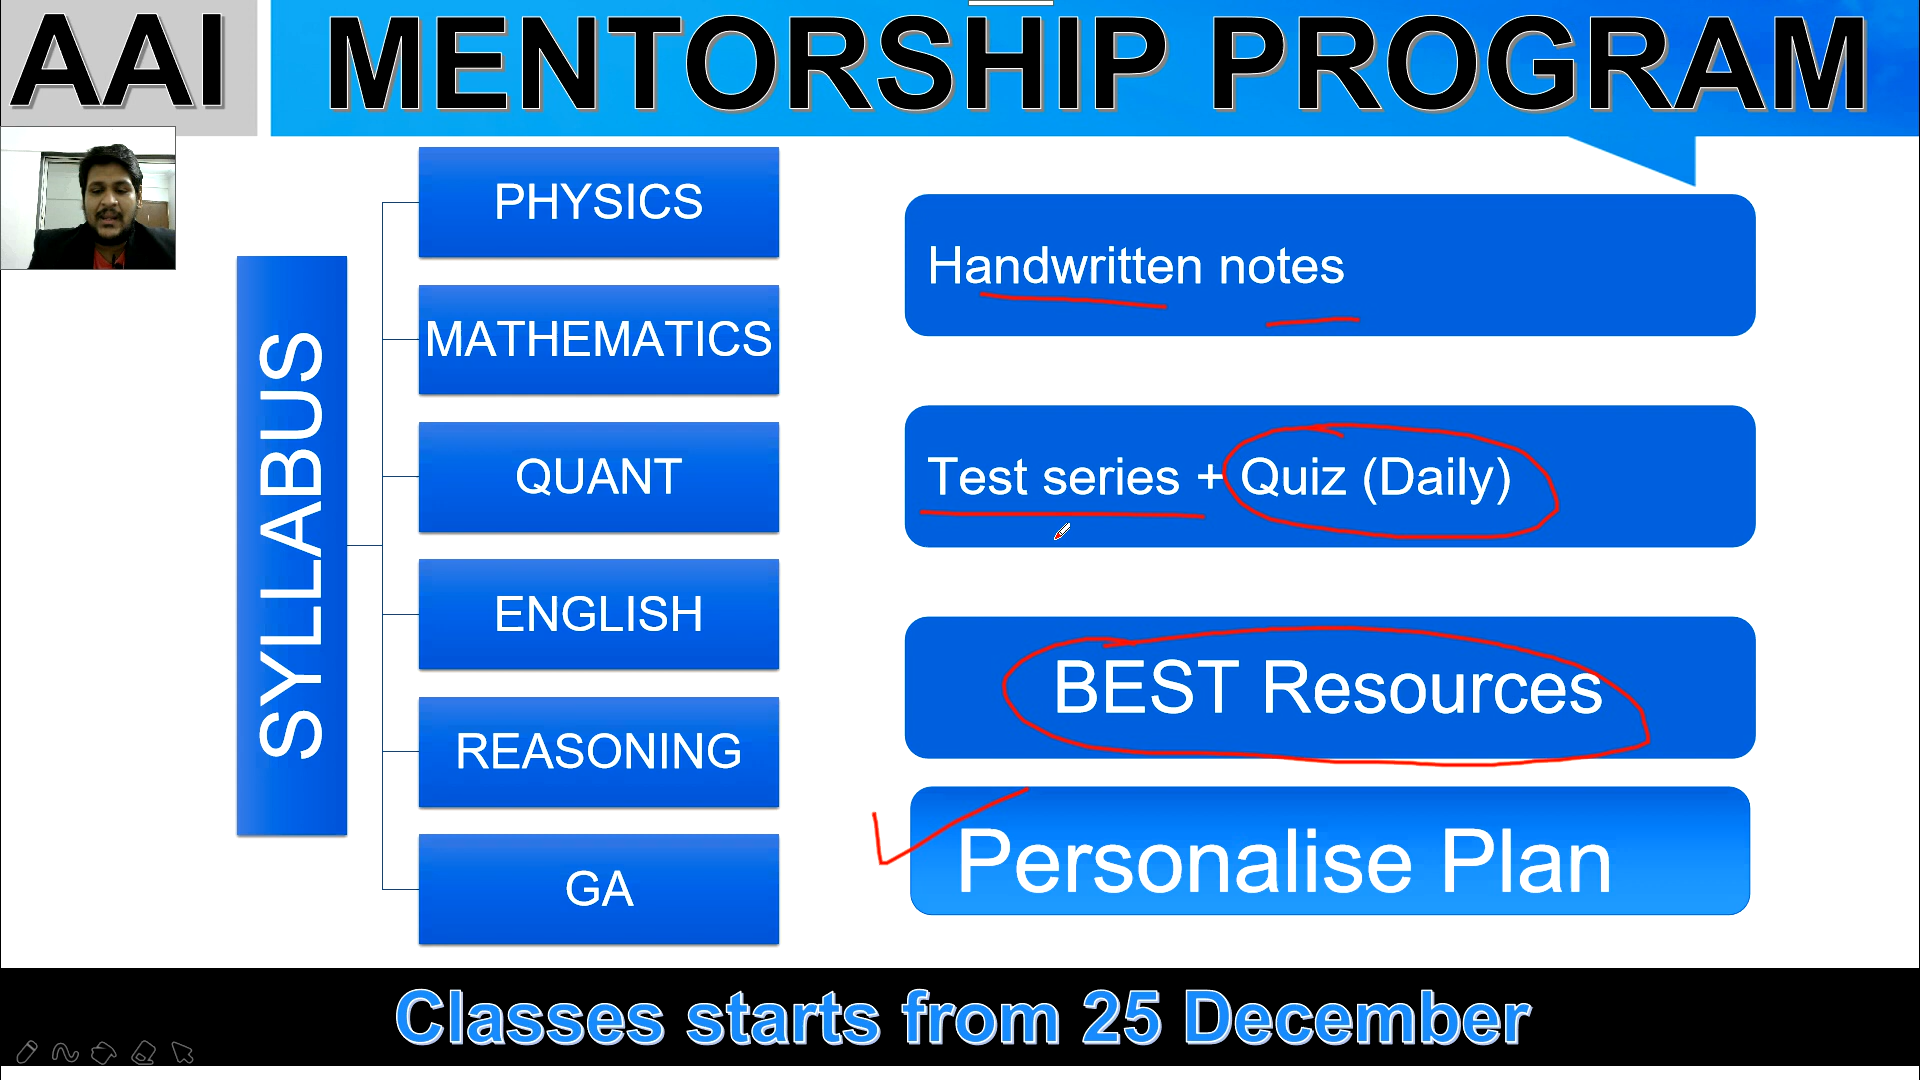 AAI MENTORSHIP PROGRAM
SYLLABUS
PHYSICS
MATHEMATICS
QUANT
ENGLISH
REASONING
GA
Handwritten notes
Test series + Quiz (Daily)
BEST Resources
Personalise Plan
Classes starts from 25 December